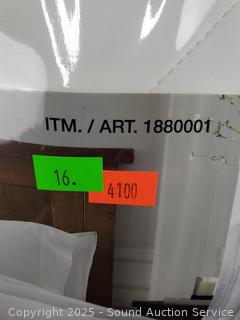 ITM. / ART. 1880001
16.
4100
Copyright © 2025 - Sound Auction Service